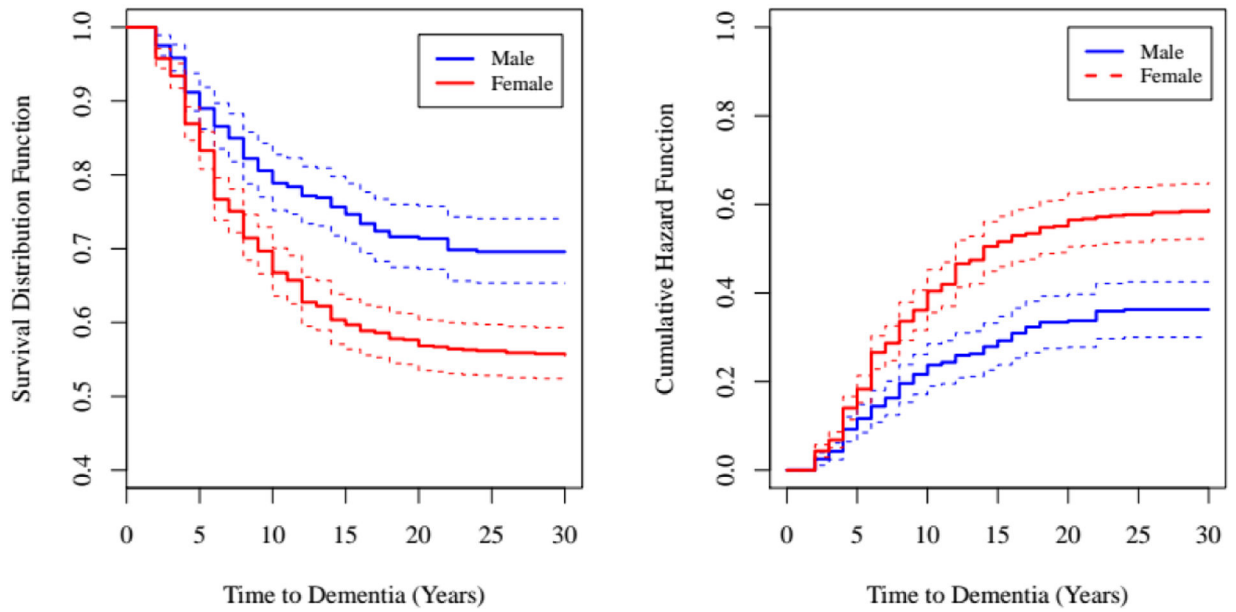 Survival Distribution Function
1.0
0.9
0.8
0.7
0.6
0.5
0.4
Male
Female
0 5 10 15 20 25 30
Time to Dementia (Years)
Cumulative Hazard Function
1.0
0.8
0.6
0.4
0.2
0.0
Male
Female
0 5 10 15 20 25 30
Time to Dementia (Years)